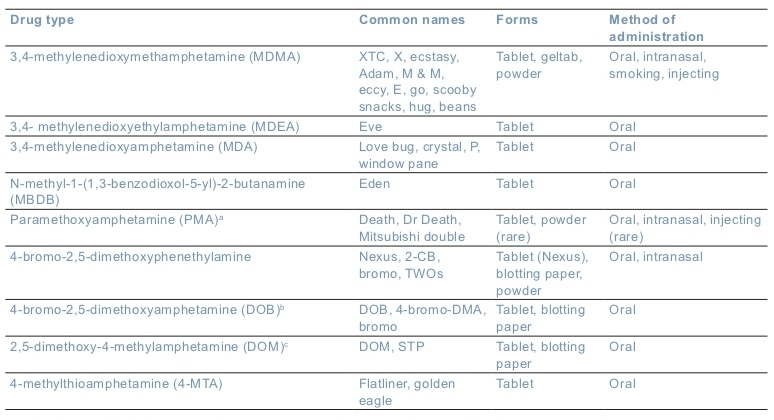 Drug type Common names Forms Method of
administration
3,4-methylenedioxymethamphetamine (MDMA) XTC, X, ecstasy, Tablet, geltab, Oral, intranasal,
Adam, M & M, powder smoking, injecting
eccy, E, go, scooby
snacks, hug, beans
3,4- methylenedioxyethylamphetamine (MDEA) Eve Tablet Oral
3,4-methylenedioxyamphetamine (MDA) Love bug, crystal, P, Tablet Oral
window pane
N-methyl-1-(1,3-benzodioxol-5-yl)-2-butanamine Eden Tablet Oral
(MBDB)
Paramethoxyamphetamine (PMA)ᵃ Death, Dr Death, Tablet, powder Oral, intranasal, injecting
Mitsubishi double (rare) (rare)
4-bromo-2,5-dimethoxyphenethylamine Nexus, 2-CB, Tablet (Nexus), Oral, intranasal
bromo, TWOs blotting paper,
powder
4-bromo-2,5-dimethoxyamphetamine (DOB)ᵇ DOB, 4-bromo-DMA, Tablet, blotting Oral
bromo paper
2,5-dimethoxy-4-methylamphetamine (DOM)ᶜ DOM, STP Tablet, blotting Oral
paper
4-methylthioamphetamine (4-MTA) Flatliner, golden Tablet Oral
eagle